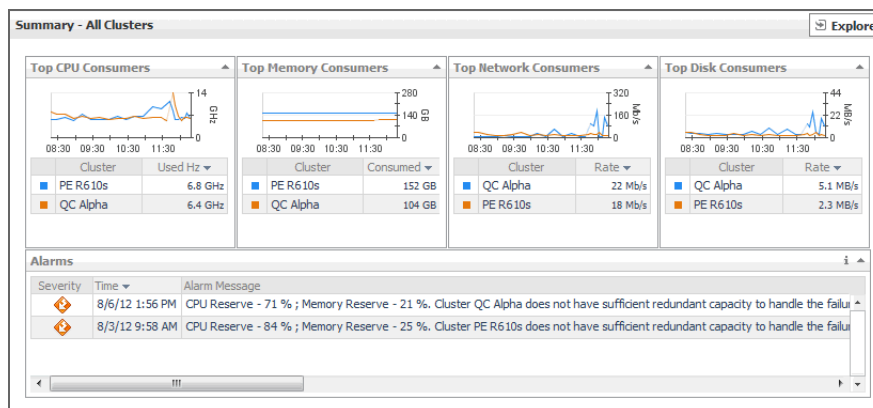 Summary - All Clusters
Explore
Top CPU Consumers
14
GHz
0
08:30 09:30 10:30 11:30
Cluster Used Hz
PE R610s 6.8 GHz
QC Alpha 6.4 GHz
Top Memory Consumers
280
140
GB
0
08:30 09:30 10:30 11:30
Cluster Consumed
PE R610s 152 GB
QC Alpha 104 GB
Top Network Consumers
320
160
Mb/s
0
08:30 09:30 10:30 11:30
Cluster Rate
QC Alpha 22 Mb/s
PE R610s 18 Mb/s
Top Disk Consumers
44
22
MB/s
0
08:30 09:30 10:30 11:30
Cluster Rate
QC Alpha 5.1 MB/s
PE R610s 2.3 MB/s
Alarms i
Severity Time Alarm Message
8/6/12 1:56 PM CPU Reserve - 71 % ; Memory Reserve - 21 %. Cluster QC Alpha does not have sufficient redundant capacity to handle the
8/3/12 9:58 AM CPU Reserve - 84 % ; Memory Reserve - 25 %. Cluster PE R610s does not have sufficient redundant capacity to handle the